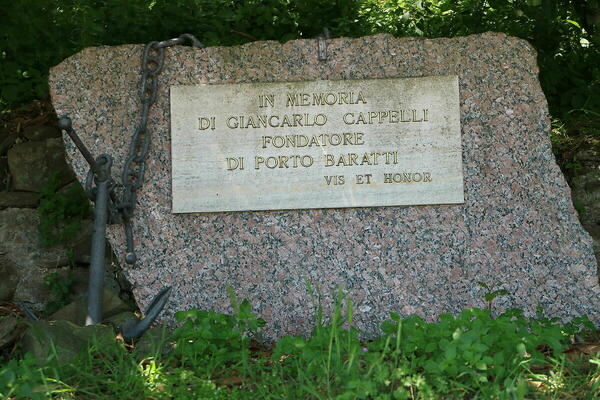 IN MEMORIA
DI GIANCARLO CAPPELLI
FONDATORE
DI PORTO BARATTI
VIS ET HONOR